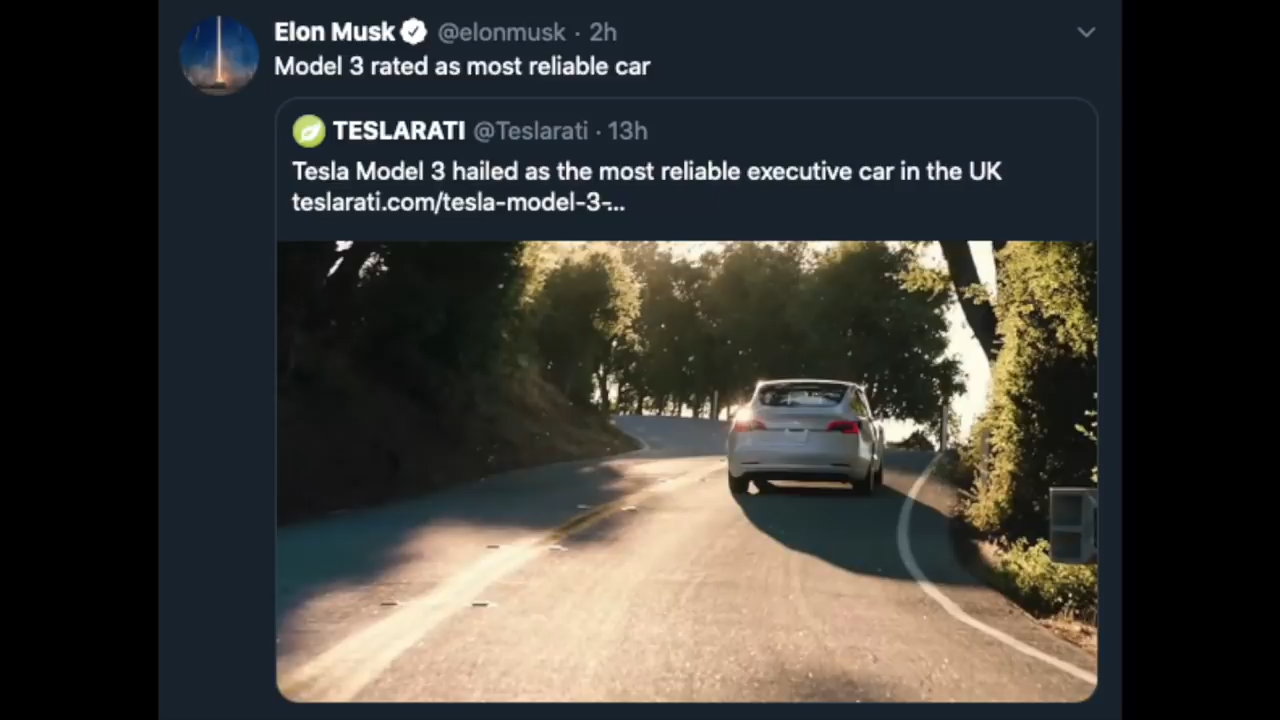 Elon Musk @elonmusk · 2h
Model 3 rated as most reliable car
TESLARATI @Teslarati · 13h
Tesla Model 3 hailed as the most reliable executive car in the UK
teslarati.com/tesla-model-3-...